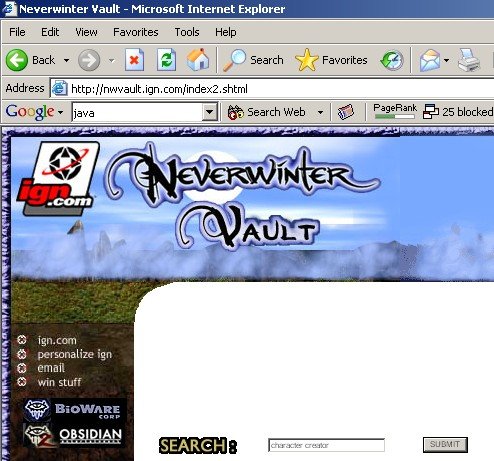 Neverwinter Vault - Microsoft Internet Explorer
File Edit View Favorites Tools Help
Back Search Favorites
Address http://nwvault.ign.com/index2.shtml
Google java Search Web PageRank 25 blocked
ign.com
Neverwinter
Vault
ign.com
personalize ign
email
win stuff
BIOWARE
CORP
OBSIDIAN
SEARCH : character creator SUBMIT